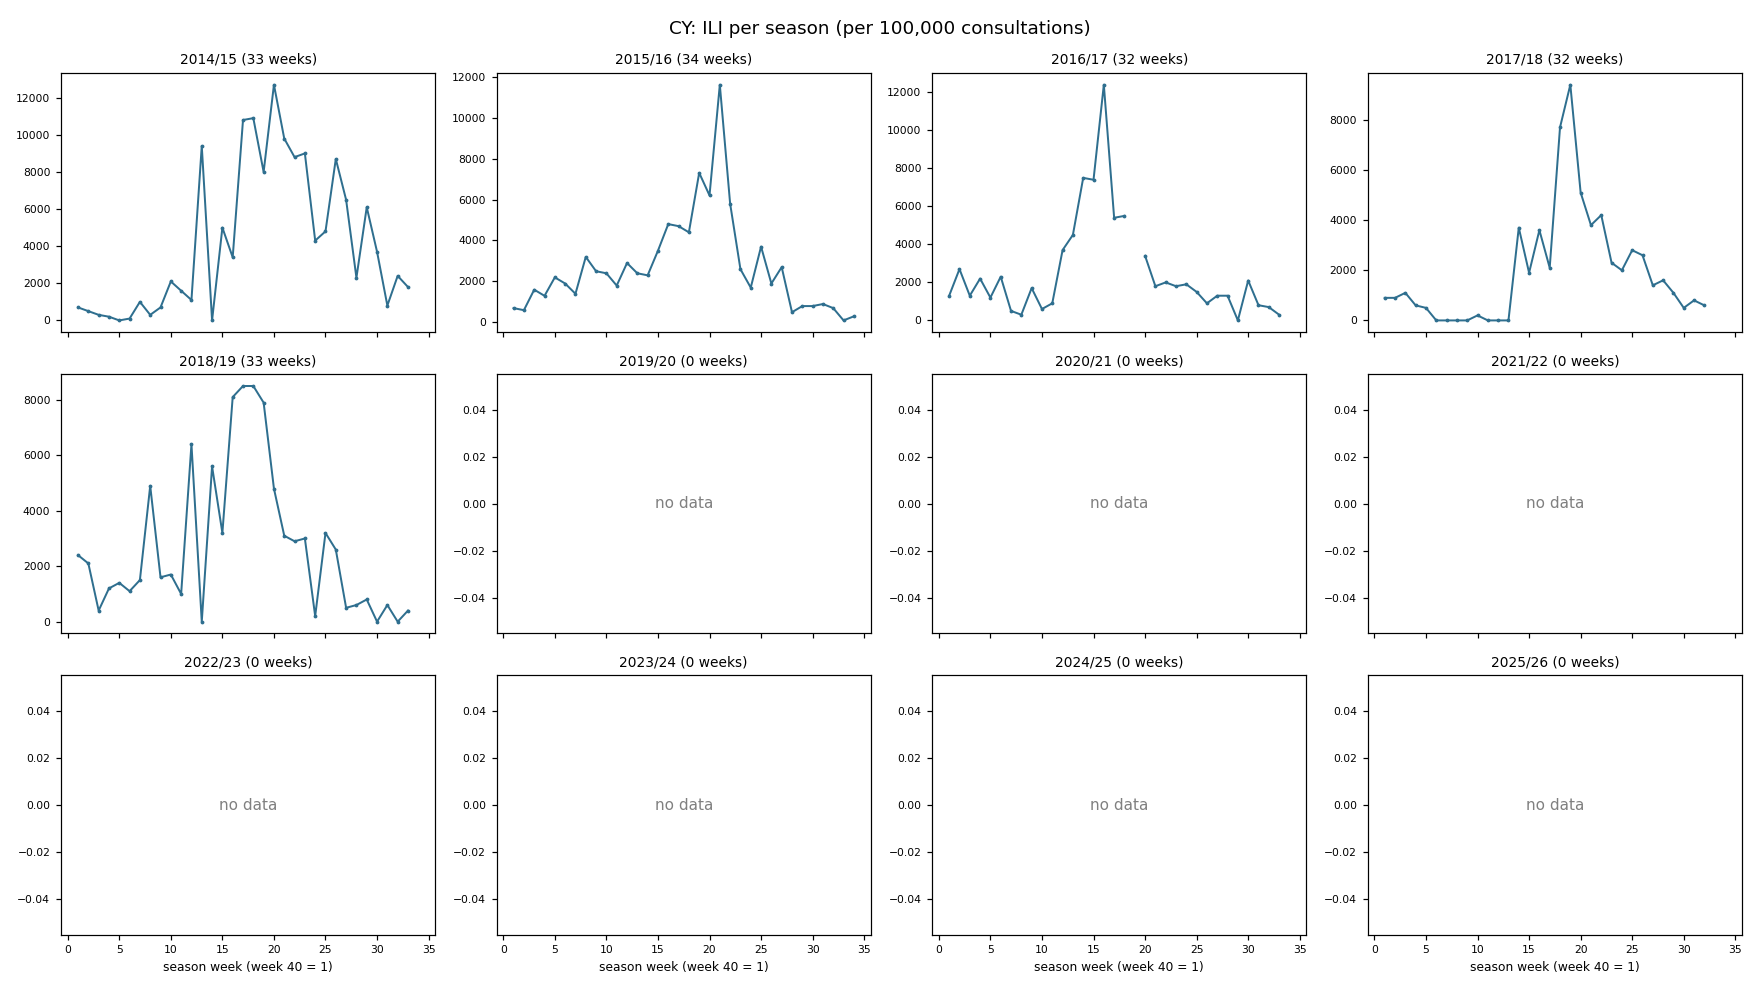 CY: ILI per season (per 100,000 consultations)
2014/15 (33 weeks)
2015/16 (34 weeks)
2016/17 (32 weeks)
2017/18 (32 weeks)
12000
10000
8000
6000
4000
2000
0
12000
10000
8000
6000
4000
2000
0
12000
10000
8000
6000
4000
2000
0
8000
6000
4000
2000
0
2018/19 (33 weeks)
2019/20 (0 weeks)
2020/21 (0 weeks)
2021/22 (0 weeks)
8000
6000
4000
2000
0
0.04
0.02
0.00
−0.02
−0.04
no data
0.04
0.02
0.00
−0.02
−0.04
no data
0.04
0.02
0.00
−0.02
−0.04
no data
2022/23 (0 weeks)
2023/24 (0 weeks)
2024/25 (0 weeks)
2025/26 (0 weeks)
0.04
0.02
0.00
−0.02
−0.04
no data
0.04
0.02
0.00
−0.02
−0.04
no data
0.04
0.02
0.00
−0.02
−0.04
no data
0.04
0.02
0.00
−0.02
−0.04
no data
0 5 10 15 20 25 30 35
0 5 10 15 20 25 30 35
0 5 10 15 20 25 30 35
0 5 10 15 20 25 30 35
season week (week 40 = 1)
season week (week 40 = 1)
season week (week 40 = 1)
season week (week 40 = 1)